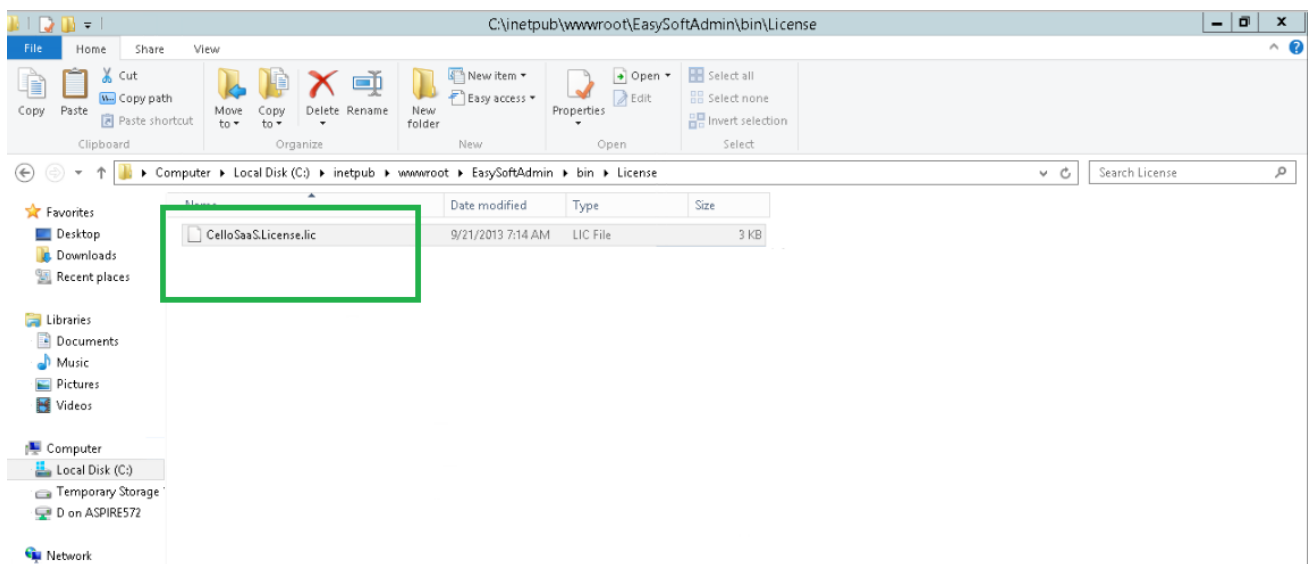 C:\inetpub\wwwroot\EasySoftAdmin\bin\License
File Home Share View
Copy Paste Cut Copy path Paste shortcut Move to Copy to Delete Rename New folder New item Easy access Properties Open Edit Select all Select none Invert selection
Clipboard Organize New Open Select
Computer Local Disk (C:) inetpub wwwroot EasySoftAdmin bin License Search License
Name Date modified Type Size
CelloSaaS.License.lic 9/21/2013 7:14 AM LIC File 3 KB
Favorites
Desktop
Downloads
Recent places
Libraries
Documents
Music
Pictures
Videos
Computer
Local Disk (C:)
Temporary Storage
D on ASPIRE572
Network